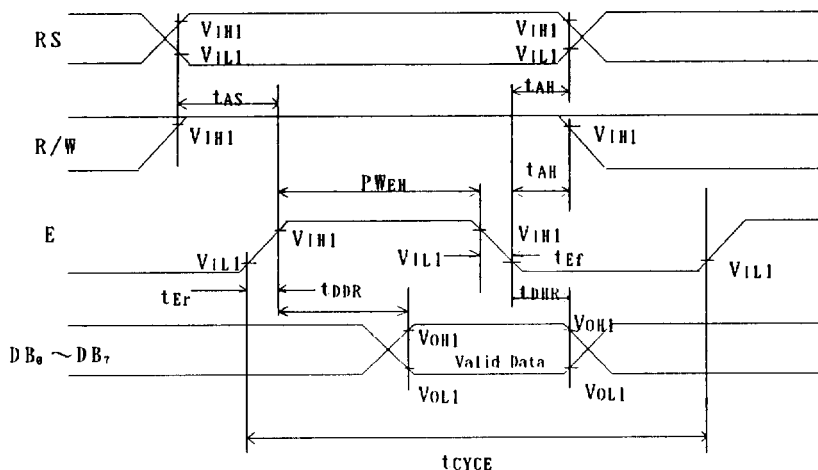 RS
VIH1
VIL1
VIH1
VIL1
tAS
tAH
R/W
VIH1
VIH1
tAH
PWEH
E
VIH1
VIH1
VIL1
VIL1
tEf
VIL1
tEr
tDDR
tDHR
DB0 ~DB7
VOH1
VOH1
Valid Data
VOL1
VOL1
tCYCE